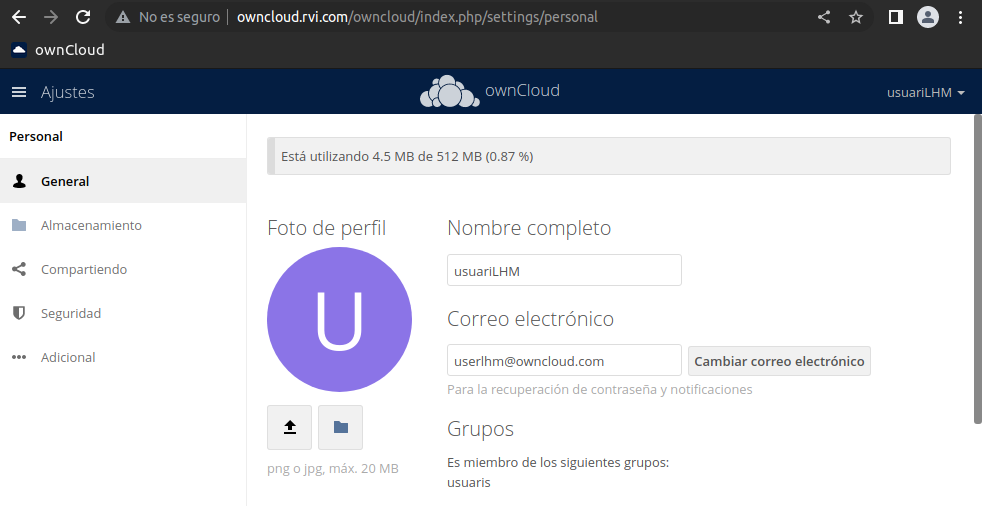 No es seguro | owncloud.rvi.com/owncloud/index.php/settings/personal
ownCloud
Ajustes
ownCloud
usuariLHM
Personal
General
Almacenamiento
Compartiendo
Seguridad
Adicional
Está utilizando 4.5 MB de 512 MB (0.87 %)
Foto de perfil
U
png o jpg, máx. 20 MB
Nombre completo
usuariLHM
Correo electrónico
userlhm@owncloud.com
Cambiar correo electrónico
Para la recuperación de contraseña y notificaciones
Grupos
Es miembro de los siguientes grupos:
usuaris